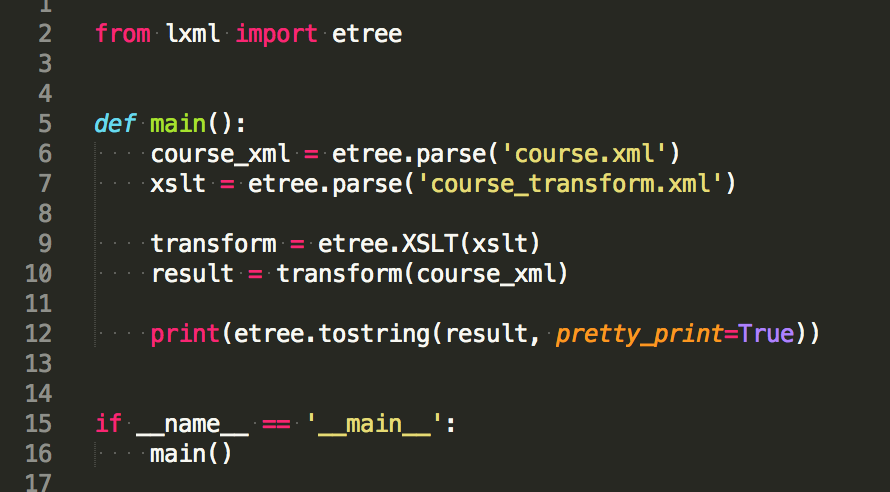 1
2 from lxml import etree
3
4
5 def main():
6     course_xml = etree.parse('course.xml')
7     xslt = etree.parse('course_transform.xml')
8
9     transform = etree.XSLT(xslt)
10     result = transform(course_xml)
11
12     print(etree.tostring(result, pretty_print=True))
13
14
15 if __name__ == '__main__':
16     main()
17